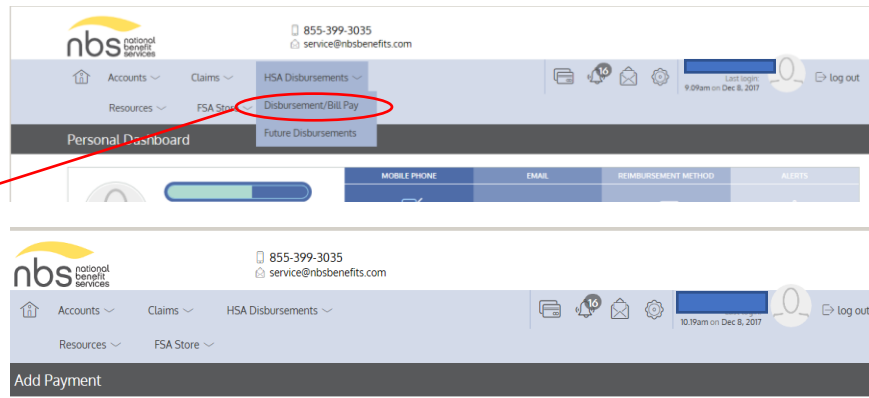 nbs national benefit services
855-399-3035
service@nbsbenefits.com
Accounts
Claims
HSA Disbursements
16
Last login:
9.09am on Dec 8, 2017
log out
Resources
FSA Store
Disbursement/Bill Pay
Future Disbursements
Personal Dashboard
MOBILE PHONE
EMAIL
REIMBURSEMENT METHOD
ALERTS
nbs national benefit services
855-399-3035
service@nbsbenefits.com
Accounts
Claims
HSA Disbursements
16
10.19am on Dec 8, 2017
log out
Resources
FSA Store
Add Payment